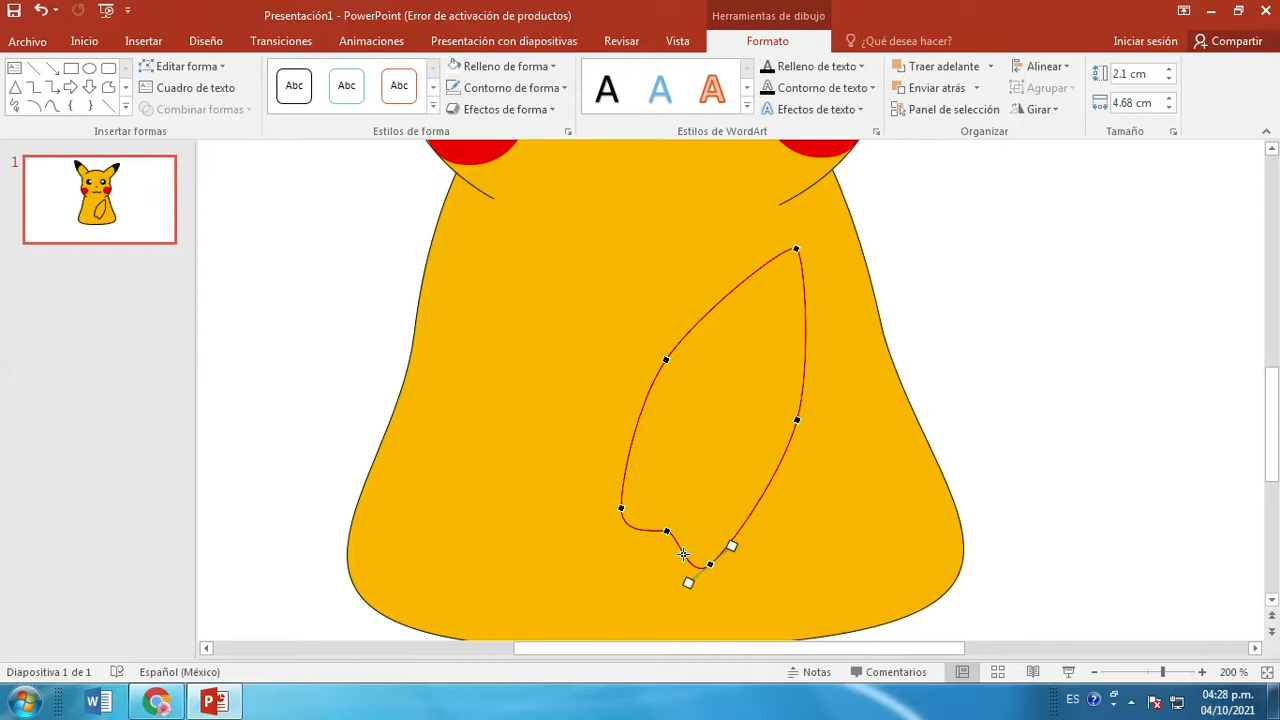 Presentación1 - PowerPoint (Error de activación de productos)
Herramientas de dibujo
Archivo Inicio Insertar Diseño Transiciones Animaciones Presentación con diapositivas Revisar Vista Formato ¿Qué desea hacer? Iniciar sesión Compartir
Editar forma
Cuadro de texto
Combinar formas
Insertar formas
Abc Abc Abc
Relleno de forma
Contorno de forma
Efectos de forma
Estilos de forma
A A A
Relleno de texto
Contorno de texto
Efectos de texto
Estilos de WordArt
Traer adelante
Enviar atrás
Panel de selección
Alinear
Agrupar
Girar
Organizar
2.1 cm
4.68 cm
Tamaño
1
Diapositiva 1 de 1 Español (México) Notas Comentarios 200 %
ES 04:28 p.m.
04/10/2021